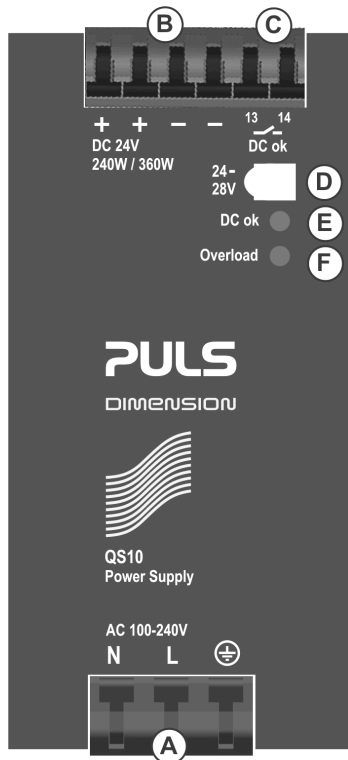 B C
+ + − − 13 14
DC 24V DC ok
240W / 360W
24-
28V D
DC ok E
Overload F
PULS
DIMENSION
QS10
Power Supply
AC 100-240V
N L
A